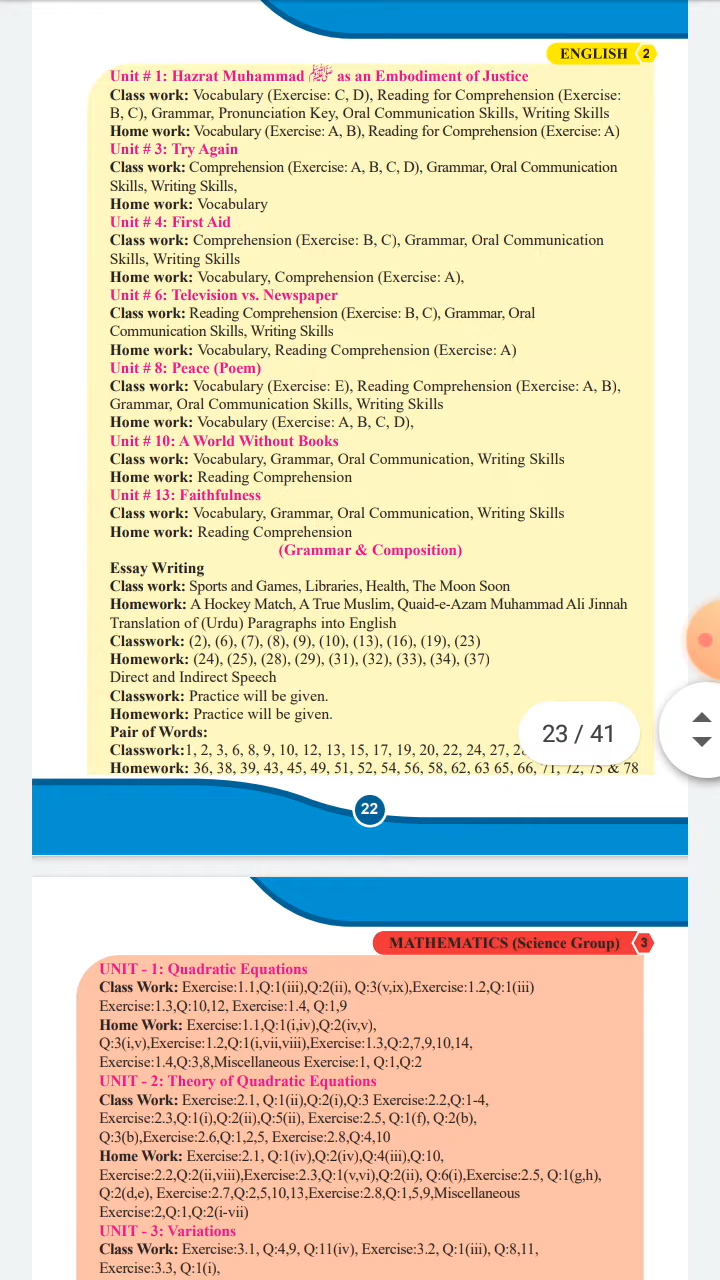 ENGLISH 2
Unit # 1: Hazrat Muhammad ﷺ as an Embodiment of Justice
Class work: Vocabulary (Exercise: C, D), Reading for Comprehension (Exercise:
B, C), Grammar, Pronunciation Key, Oral Communication Skills, Writing Skills
Home work: Vocabulary (Exercise: A, B), Reading for Comprehension (Exercise: A)
Unit # 3: Try Again
Class work: Comprehension (Exercise: A, B, C, D), Grammar, Oral Communication
Skills, Writing Skills,
Home work: Vocabulary
Unit # 4: First Aid
Class work: Comprehension (Exercise: B, C), Grammar, Oral Communication
Skills, Writing Skills
Home work: Vocabulary, Comprehension (Exercise: A),
Unit # 6: Television vs. Newspaper
Class work: Reading Comprehension (Exercise: B, C), Grammar, Oral
Communication Skills, Writing Skills
Home work: Vocabulary, Reading Comprehension (Exercise: A)
Unit # 8: Peace (Poem)
Class work: Vocabulary (Exercise: E), Reading Comprehension (Exercise: A, B),
Grammar, Oral Communication Skills, Writing Skills
Home work: Vocabulary (Exercise: A, B, C, D),
Unit # 10: A World Without Books
Class work: Vocabulary, Grammar, Oral Communication, Writing Skills
Home work: Reading Comprehension
Unit # 13: Faithfulness
Class work: Vocabulary, Grammar, Oral Communication, Writing Skills
Home work: Reading Comprehension
(Grammar & Composition)
Essay Writing
Class work: Sports and Games, Libraries, Health, The Moon Soon
Homework: A Hockey Match, A True Muslim, Quaid-e-Azam Muhammad Ali Jinnah
Translation of (Urdu) Paragraphs into English
Classwork: (2), (6), (7), (8), (9), (10), (13), (16), (19), (23)
Homework: (24), (25), (28), (29), (31), (32), (33), (34), (37)
Direct and Indirect Speech
Classwork: Practice will be given.
Homework: Practice will be given.
Pair of Words:
Classwork:1, 2, 3, 6, 8, 9, 10, 12, 13, 15, 17, 19, 20, 22, 24, 27,
Homework: 36, 38, 39, 43, 45, 49, 51, 52, 54, 56, 58, 62, 63 65, 66, 71, 72, 75 & 78
23 / 41
22
MATHEMATICS (Science Group) 3
UNIT - 1: Quadratic Equations
Class Work: Exercise:1.1,Q:1(iii),Q:2(ii), Q:3(v,ix),Exercise:1.2,Q:1(iii)
Exercise:1.3,Q:10,12, Exercise:1.4, Q:1,9
Home Work: Exercise:1.1,Q:1(i,iv),Q:2(iv,v),
Q:3(i,v),Exercise:1.2,Q:1(i,vii,viii),Exercise:1.3,Q:2,7,9,10,14,
Exercise:1.4,Q:3,8,Miscellaneous Exercise:1, Q:1,Q:2
UNIT - 2: Theory of Quadratic Equations
Class Work: Exercise:2.1, Q:1(ii),Q:2(i),Q:3 Exercise:2.2,Q:1-4,
Exercise:2.3,Q:1(i),Q:2(ii),Q:5(ii), Exercise:2.5, Q:1(f), Q:2(b),
Q:3(b),Exercise:2.6,Q:1,2,5, Exercise:2.8,Q:4,10
Home Work: Exercise:2.1, Q:1(iv),Q:2(iv),Q:4(iii),Q:10,
Exercise:2.2,Q:2(ii,viii),Exercise:2.3,Q:1(v,vi),Q:2(ii), Q:6(i),Exercise:2.5, Q:1(g,h),
Q:2(d,e), Exercise:2.7,Q:2,5,10,13,Exercise:2.8,Q:1,5,9,Miscellaneous
Exercise:2,Q:1,Q:2(i-vii)
UNIT - 3: Variations
Class Work: Exercise:3.1, Q:4,9, Q:11(iv), Exercise:3.2, Q:1(iii), Q:8,11,
Exercise:3.3, Q:1(i),